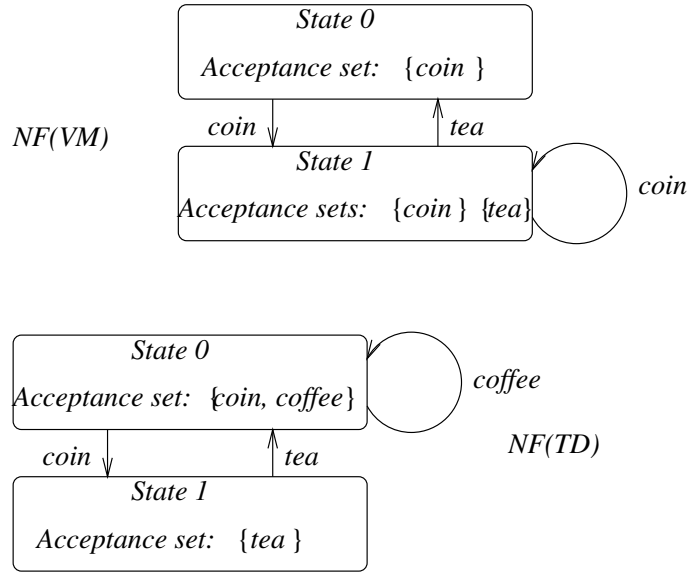 State 0
Acceptance set: {coin }
NF(VM)
coin
tea
State 1
Acceptance sets: {coin } {tea}
coin
State 0
Acceptance set: {coin, coffee}
coffee
coin
tea
NF(TD)
State 1
Acceptance set: {tea }